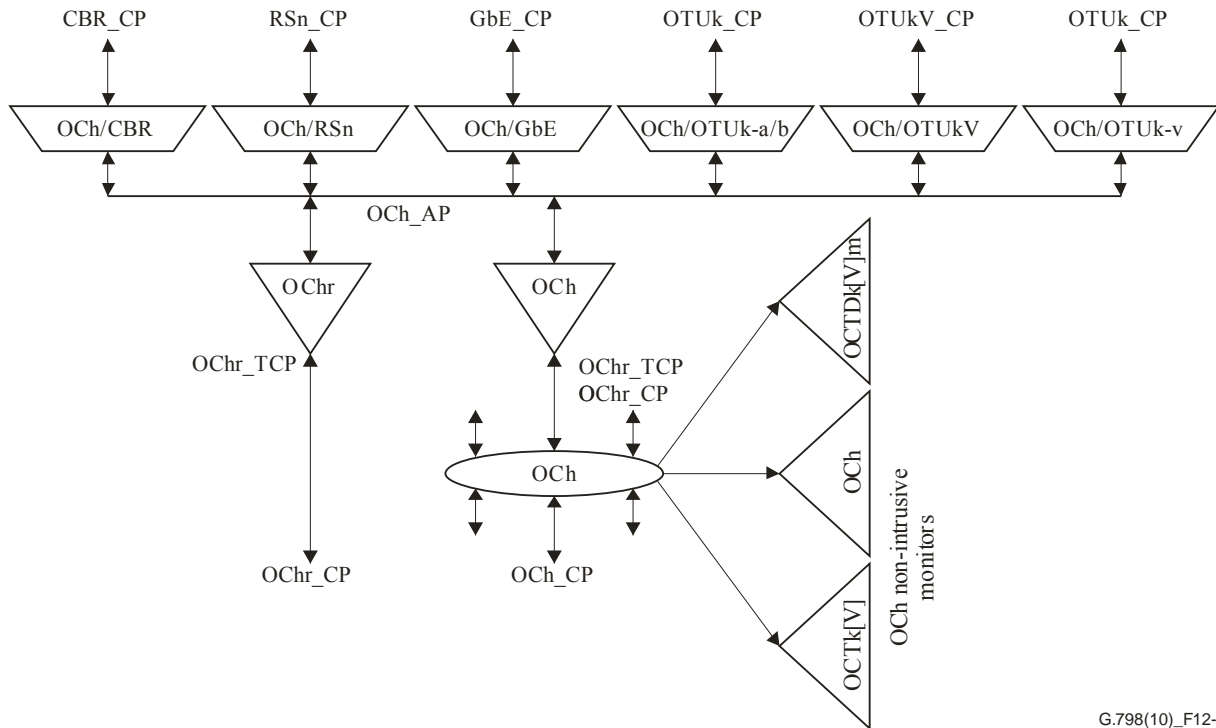 CBR_CP
RSn_CP
GbE_CP
OTUk_CP
OTUkV_CP
OTUk_CP
OCh/CBR
OCh/RSn
OCh/GbE
OCh/OTUk-a/b
OCh/OTUkV
OCh/OTUk-v
OCh_AP
OChr
OCh
OCTDk[V]m
OChr_TCP
OChr_TCP
OChr_CP
OCh
OCh
OChr_CP
OCh_CP
OCTk[V]
OCh non-intrusive
monitors
G.798(10)_F12-